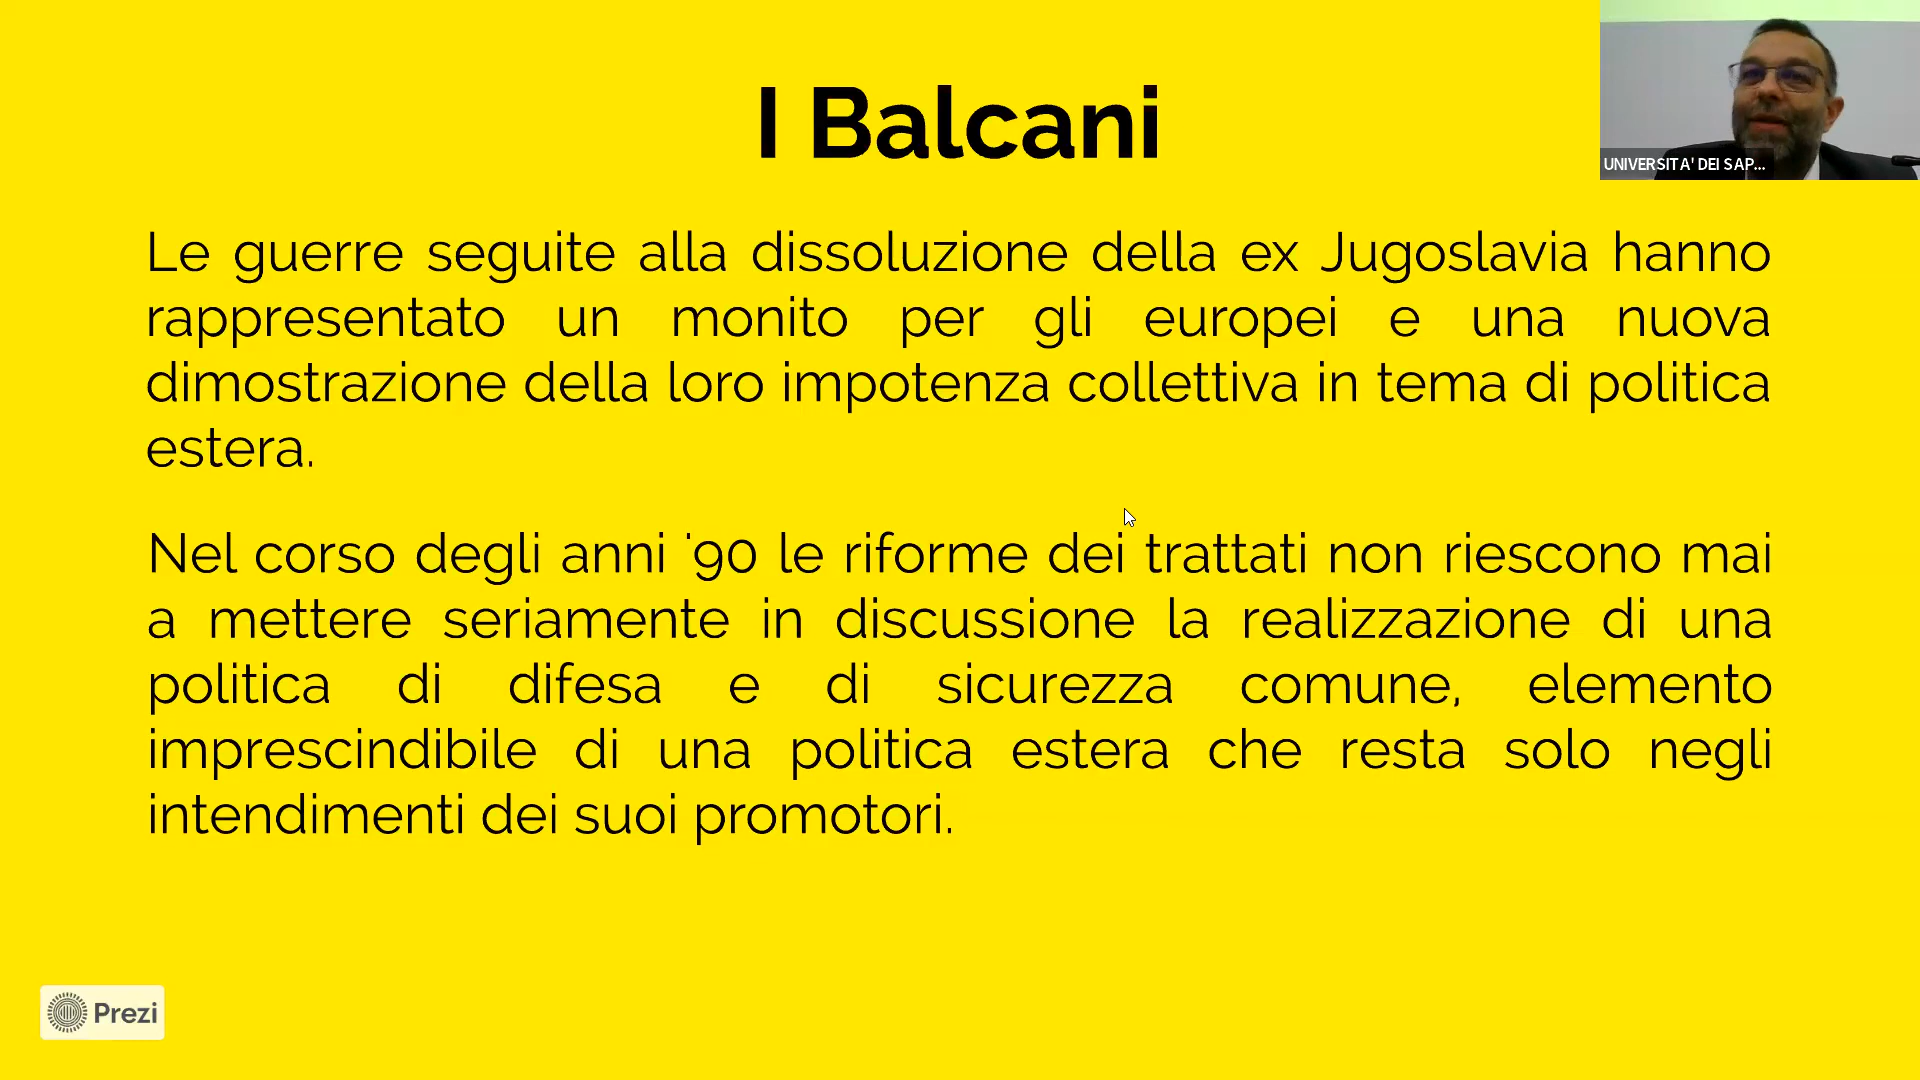 I Balcani
UNIVERSITA' DEI SAP...
Le guerre seguite alla dissoluzione della ex Jugoslavia hanno
rappresentato un monito per gli europei e una nuova
dimostrazione della loro impotenza collettiva in tema di politica
estera.
Nel corso degli anni '90 le riforme dei trattati non riescono mai
a mettere seriamente in discussione la realizzazione di una
politica di difesa e di sicurezza comune, elemento
imprescindibile di una politica estera che resta solo negli
intendimenti dei suoi promotori.
Prezi